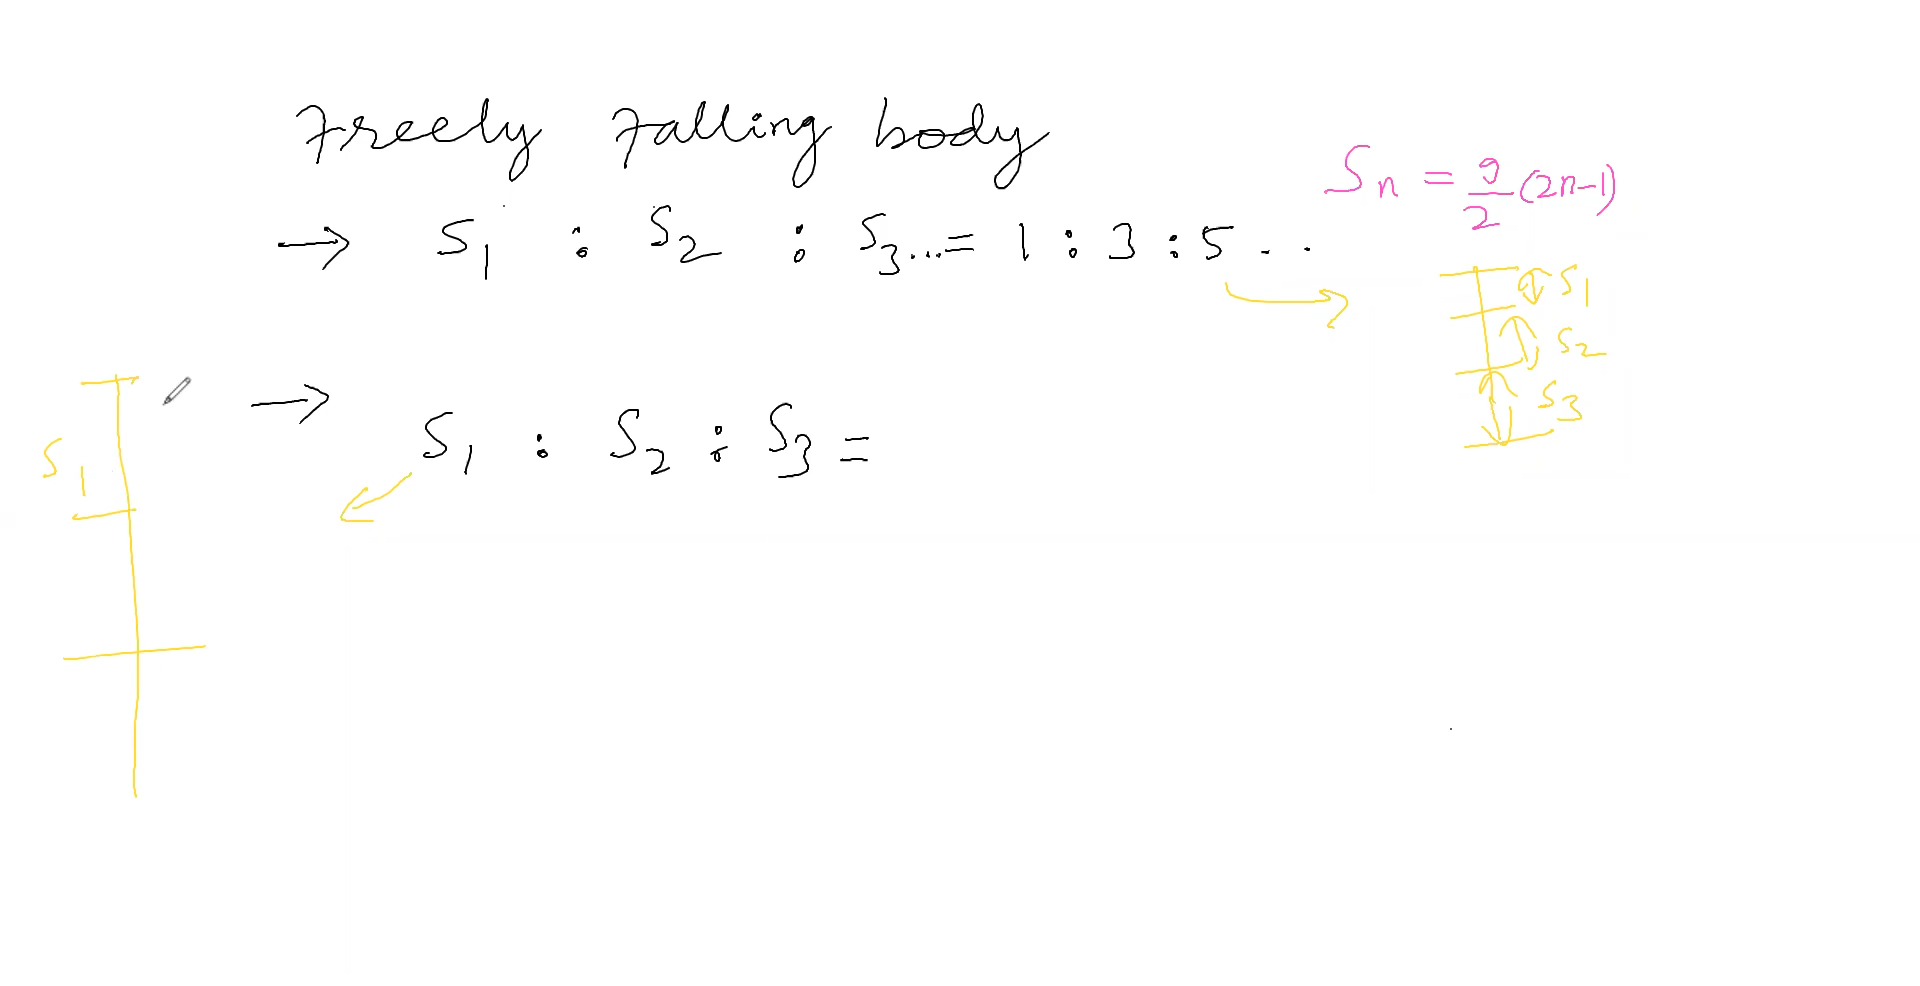 Freely Falling body
Sn = g/2 (2n-1)
→ S1 : S2 : S3... = 1 : 3 : 5 . .
S1
S2
S3
→ S1 : S2 : S3 =
S1